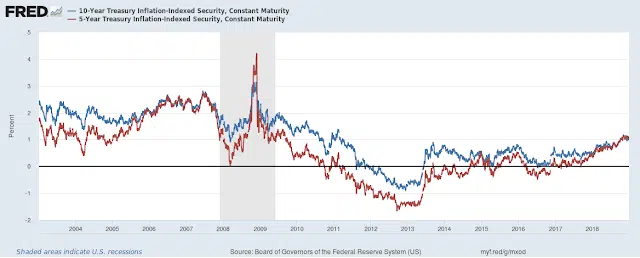 FRED
10-Year Treasury Inflation-Indexed Security, Constant Maturity
5-Year Treasury Inflation-Indexed Security, Constant Maturity
Percent
5
4
3
2
1
0
-1
-2
2004 2005 2006 2007 2008 2009 2010 2011 2012 2013 2014 2015 2016 2017 2018
Shaded areas indicate U.S. recessions
Source: Board of Governors of the Federal Reserve System (US)
myf.red/g/mxod